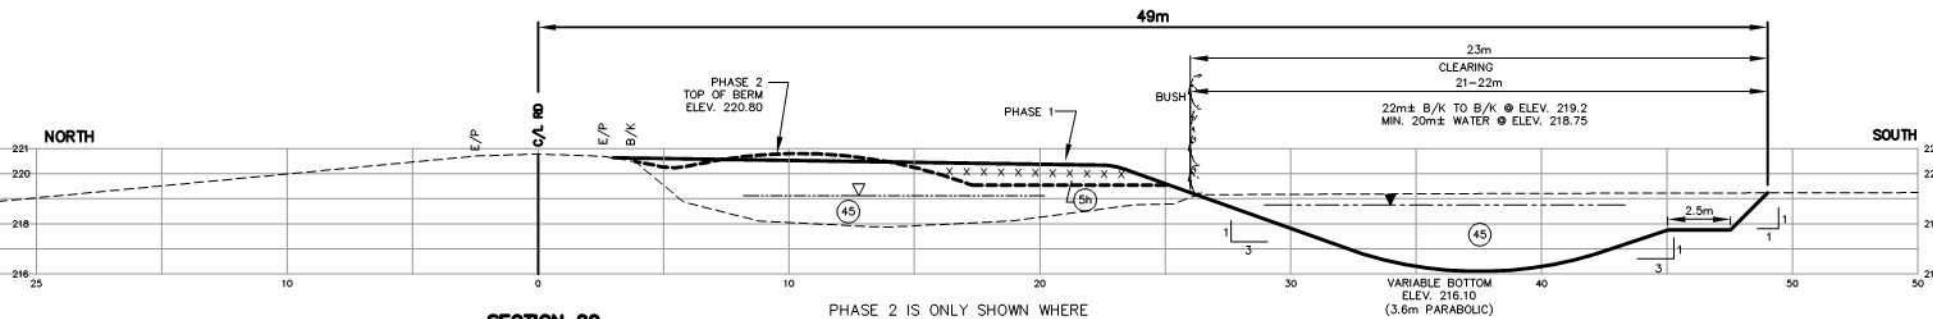 49m
23m
CLEARING
21-22m
22m± B/K TO B/K @ ELEV. 219.2
MIN. 20m± WATER @ ELEV. 218.75
BUSH
PHASE 2
TOP OF BERM
ELEV. 220.80
PHASE 1
NORTH
SOUTH
E/P
C/L RD
E/P
B/K
221
220
218
216
X X X X X X X X X X
5h
45
45
2.5m
1
3
1
3
1
1
25
10
0
10
20
30
40
50
50
VARIABLE BOTTOM
ELEV. 216.10
(3.6m PARABOLIC)
PHASE 2 IS ONLY SHOWN WHERE